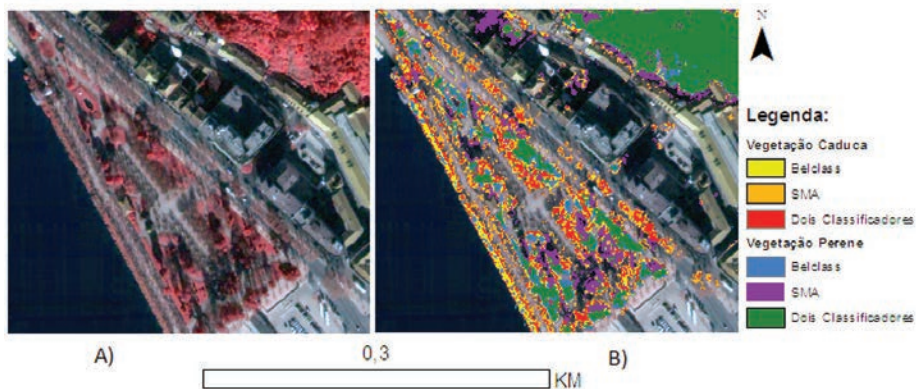 N
Legenda:
Vegetação Caduca
Belclass
SMA
Dois Classificadores
Vegetação Perene
Belclass
SMA
Dois Classificadores
A)
0,3
B)
KM